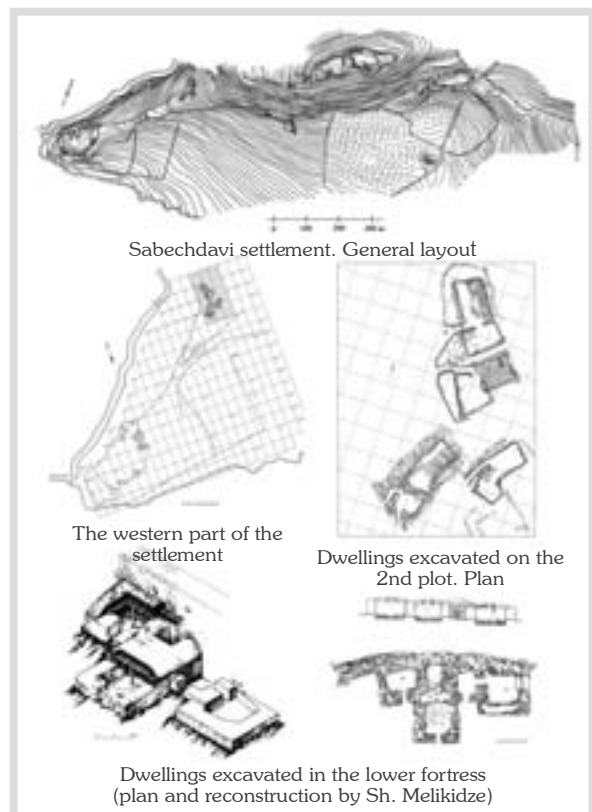 Sabechdavi settlement. General layout
The western part of the
settlement
Dwellings excavated on the
2nd plot. Plan
Dwellings excavated in the lower fortress
(plan and reconstruction by Sh. Melikidze)